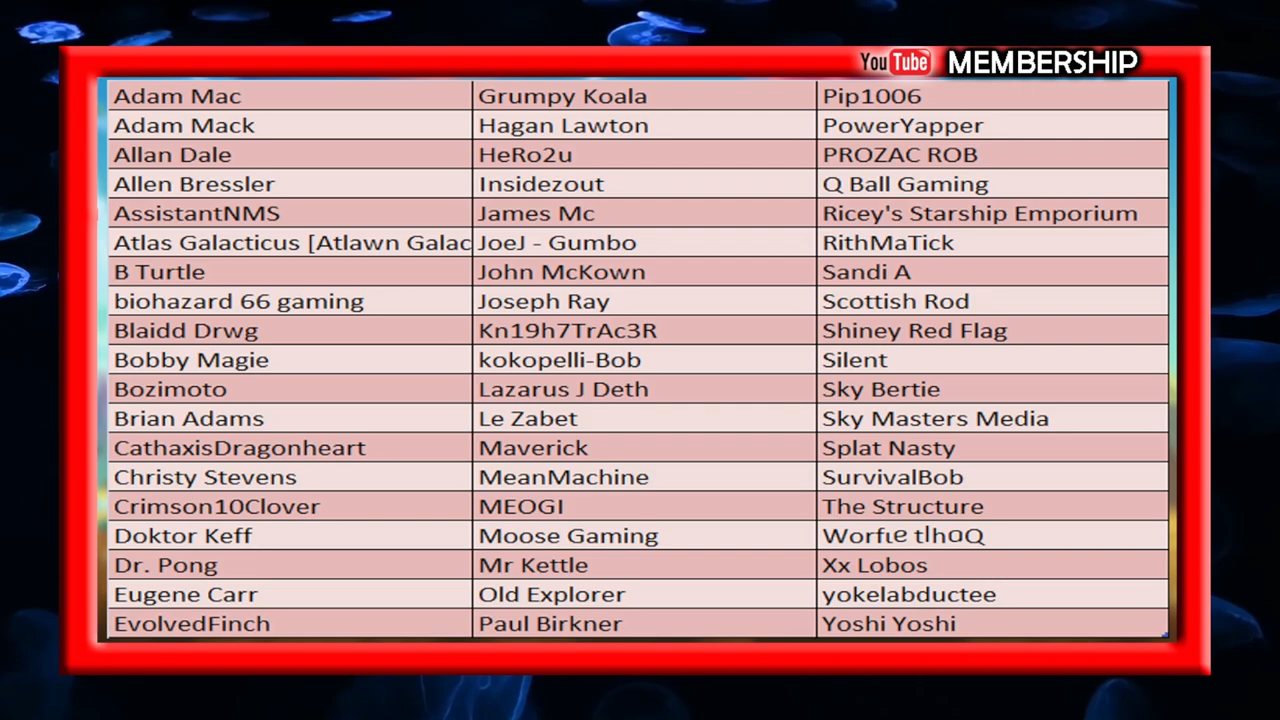 YouTube MEMBERSHIP
Adam Mac Grumpy Koala Pip1006
Adam Mack Hagan Lawton PowerYapper
Allan Dale HeRo2u PROZAC ROB
Allen Bressler Insidezout Q Ball Gaming
AssistantNMS James Mc Ricey's Starship Emporium
Atlas Galacticus [Atlawn Galac JoeJ - Gumbo RithMaTick
B Turtle John McKown Sandi A
biohazard 66 gaming Joseph Ray Scottish Rod
Blaidd Drwg Kn19h7TrAc3R Shiney Red Flag
Bobby Magie kokopelli-Bob Silent
Bozimoto Lazarus J Deth Sky Bertie
Brian Adams Le Zabet Sky Masters Media
CathaxisDragonheart Maverick Splat Nasty
Christy Stevens MeanMachine SurvivalBob
Crimson10Clover MEOGI The Structure
Doktor Keff Moose Gaming Worfιҽ tlhαQ
Dr. Pong Mr Kettle Xx Lobos
Eugene Carr Old Explorer yokelabductee
EvolvedFinch Paul Birkner Yoshi Yoshi